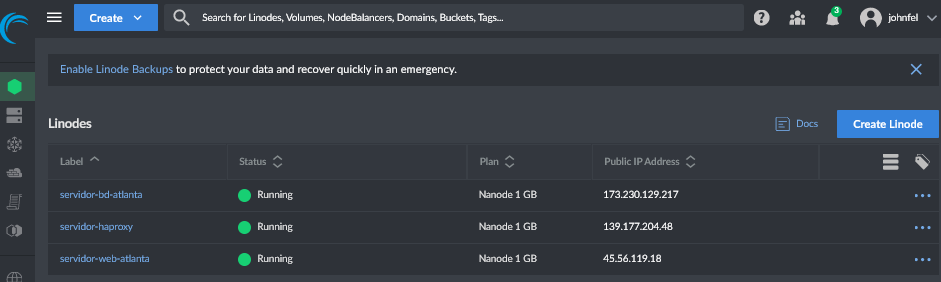 Create
Search for Linodes, Volumes, NodeBalancers, Domains, Buckets, Tags...
3
johnfel
Enable Linode Backups to protect your data and recover quickly in an emergency.
Linodes
Docs
Create Linode
Label Status Plan Public IP Address
servidor-bd-atlanta Running Nanode 1 GB 173.230.129.217
servidor-haproxy Running Nanode 1 GB 139.177.204.48
servidor-web-atlanta Running Nanode 1 GB 45.56.119.18